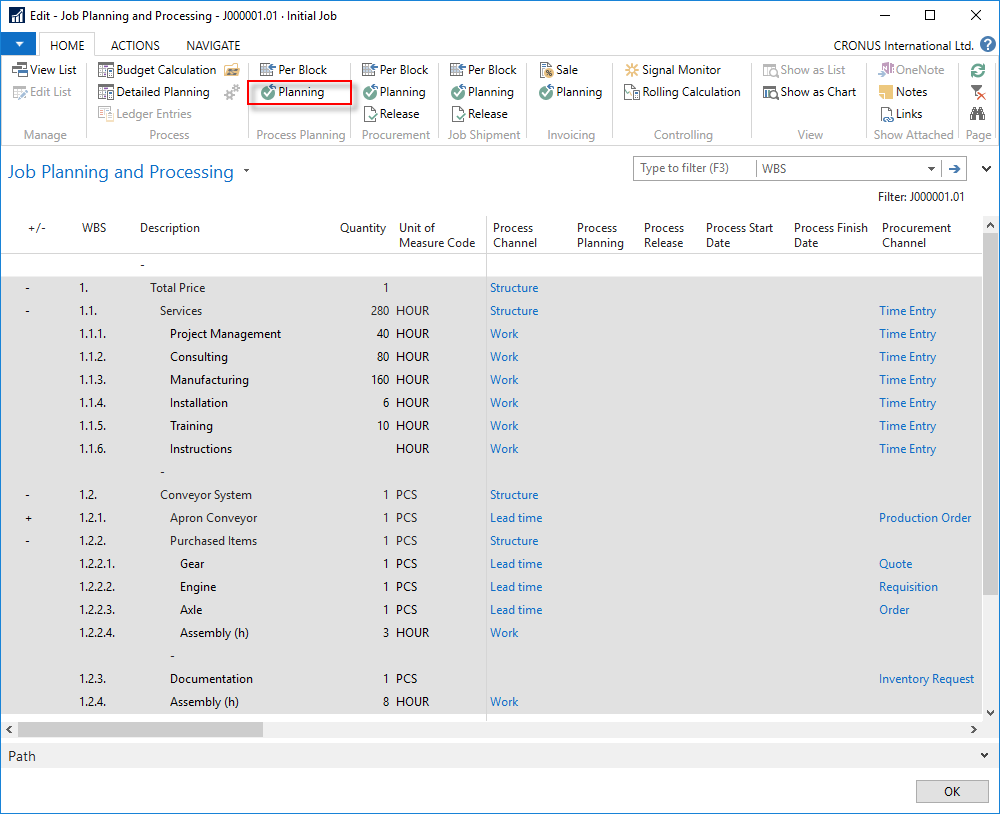 Edit - Job Planning and Processing - J000001.01 · Initial Job
HOME ACTIONS NAVIGATE CRONUS International Ltd. ?
View List Budget Calculation Per Block Per Block Per Block Sale Signal Monitor Show as List OneNote
Edit List Detailed Planning Planning Planning Planning Planning Rolling Calculation Show as Chart Notes
Ledger Entries Release Release Links
Manage Process Process Planning Procurement Job Shipment Invoicing Controlling View Show Attached Page
Job Planning and Processing Type to filter (F3) WBS
Filter: J000001.01
+/- WBS Description Quantity Unit of Measure Code Process Channel Process Planning Process Release Process Start Date Process Finish Date Procurement Channel
-
- 1. Total Price 1 Structure
- 1.1. Services 280 HOUR Structure Time Entry
1.1.1. Project Management 40 HOUR Work Time Entry
1.1.2. Consulting 80 HOUR Work Time Entry
1.1.3. Manufacturing 160 HOUR Work Time Entry
1.1.4. Installation 6 HOUR Work Time Entry
1.1.5. Training 10 HOUR Work Time Entry
1.1.6. Instructions HOUR Work Time Entry
-
- 1.2. Conveyor System 1 PCS Structure
+ 1.2.1. Apron Conveyor 1 PCS Lead time Production Order
- 1.2.2. Purchased Items 1 PCS Structure
1.2.2.1. Gear 1 PCS Lead time Quote
1.2.2.2. Engine 1 PCS Lead time Requisition
1.2.2.3. Axle 1 PCS Lead time Order
1.2.2.4. Assembly (h) 3 HOUR Work
-
1.2.3. Documentation 1 PCS Inventory Request
1.2.4. Assembly (h) 8 HOUR Work
Path
OK